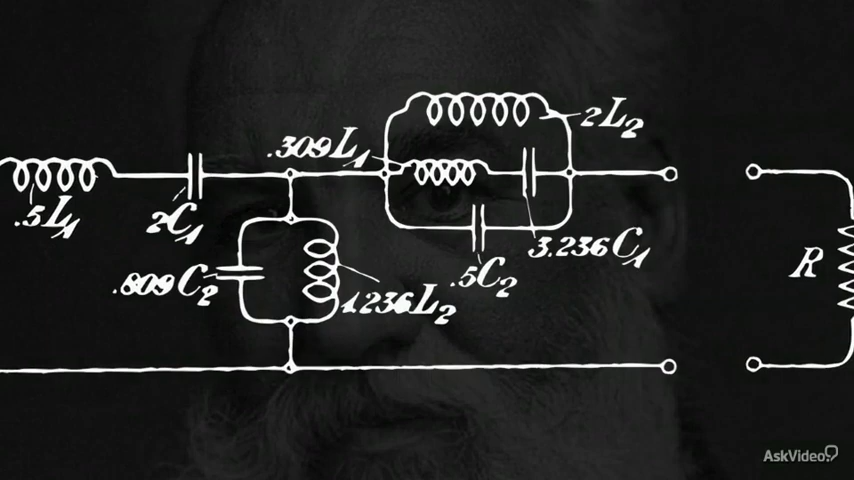 2L₂
.309L₁
.5L₁
2C₁
3.236C₁
R
.809C₂
.5C₂
1.236L₂
AskVideo